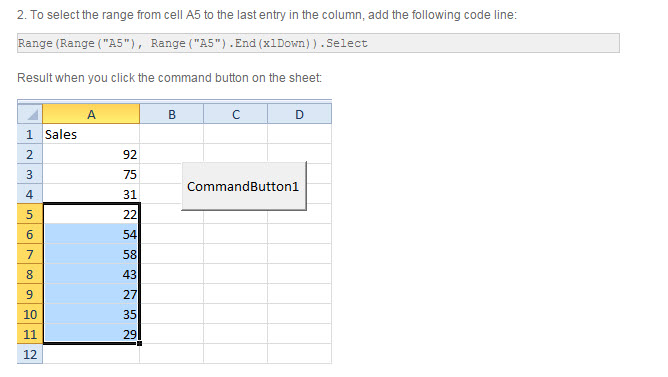 2. To select the range from cell A5 to the last entry in the column, add the following code line:
Range(Range("A5"), Range("A5").End(xlDown)).Select
Result when you click the command button on the sheet:
A B C D
1 Sales
2 92
3 75
CommandButton1
4 31
5 22
6 54
7 58
8 43
9 27
10 35
11 29
12